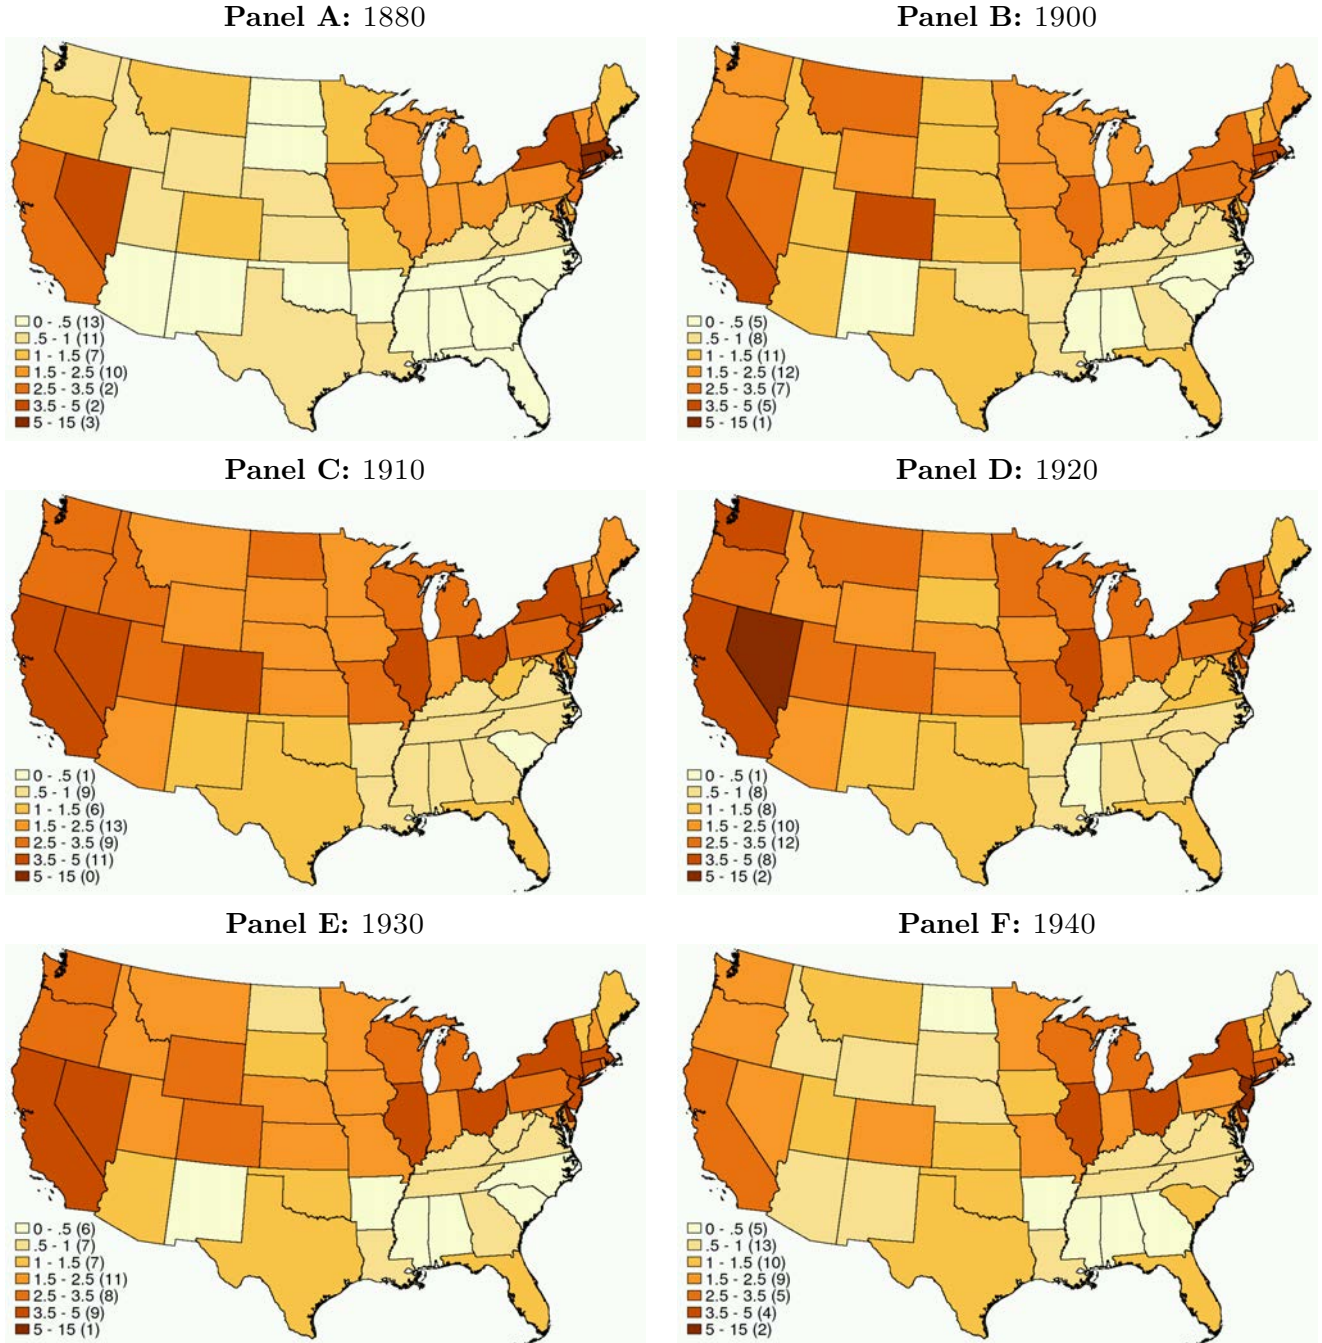 Panel A: 1880
0 - .5 (13)
.5 - 1 (11)
1 - 1.5 (7)
1.5 - 2.5 (10)
2.5 - 3.5 (2)
3.5 - 5 (2)
5 - 15 (3)
Panel B: 1900
0 - .5 (5)
.5 - 1 (8)
1 - 1.5 (11)
1.5 - 2.5 (12)
2.5 - 3.5 (7)
3.5 - 5 (5)
5 - 15 (1)
Panel C: 1910
0 - .5 (1)
.5 - 1 (9)
1 - 1.5 (6)
1.5 - 2.5 (13)
2.5 - 3.5 (9)
3.5 - 5 (11)
5 - 15 (0)
Panel D: 1920
0 - .5 (1)
.5 - 1 (8)
1 - 1.5 (8)
1.5 - 2.5 (10)
2.5 - 3.5 (12)
3.5 - 5 (8)
5 - 15 (2)
Panel E: 1930
0 - .5 (6)
.5 - 1 (7)
1 - 1.5 (7)
1.5 - 2.5 (11)
2.5 - 3.5 (8)
3.5 - 5 (9)
5 - 15 (1)
Panel F: 1940
0 - .5 (5)
.5 - 1 (13)
1 - 1.5 (10)
1.5 - 2.5 (9)
2.5 - 3.5 (5)
3.5 - 5 (4)
5 - 15 (2)